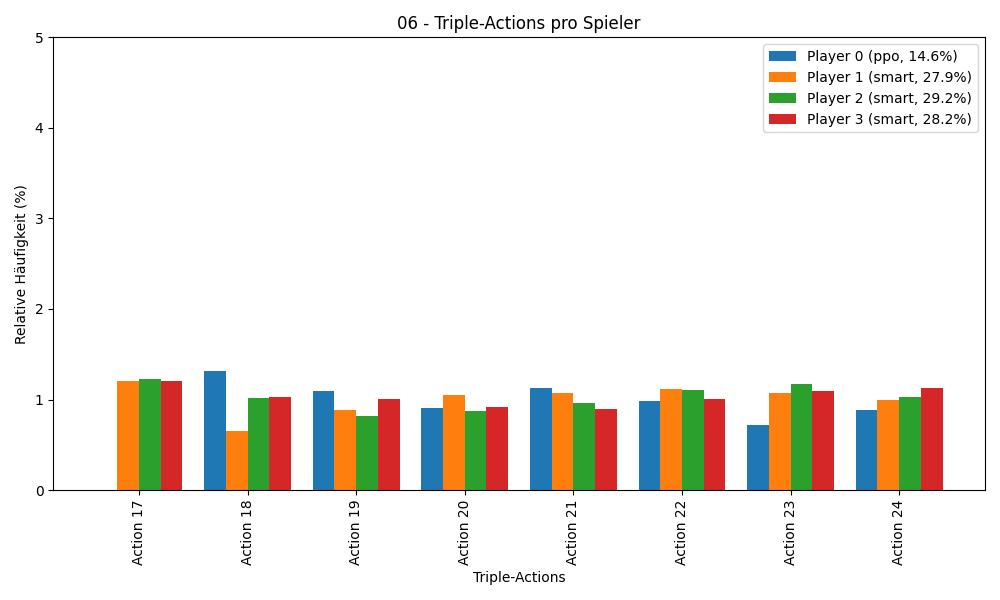 06 - Triple-Actions pro Spieler
Player 0 (ppo, 14.6%)
Player 1 (smart, 27.9%)
Player 2 (smart, 29.2%)
Player 3 (smart, 28.2%)
Relative Häufigkeit (%)
5
4
3
2
1
0
Action 17
Action 18
Action 19
Action 20
Action 21
Action 22
Action 23
Action 24
Triple-Actions